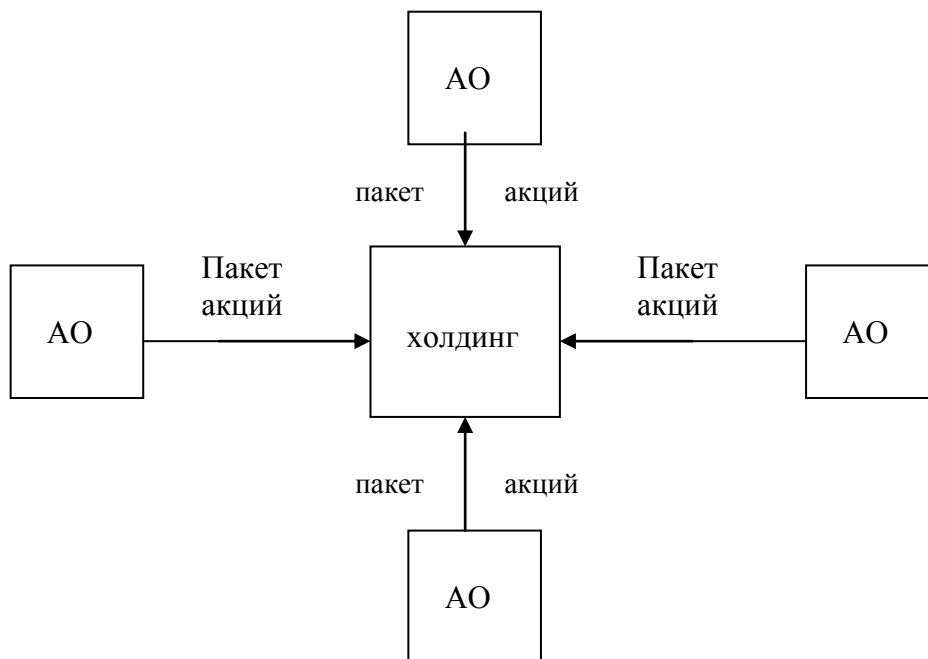 АО
пакет акций
Пакет
акций
Пакет
акций
АО
холдинг
АО
пакет акций
АО